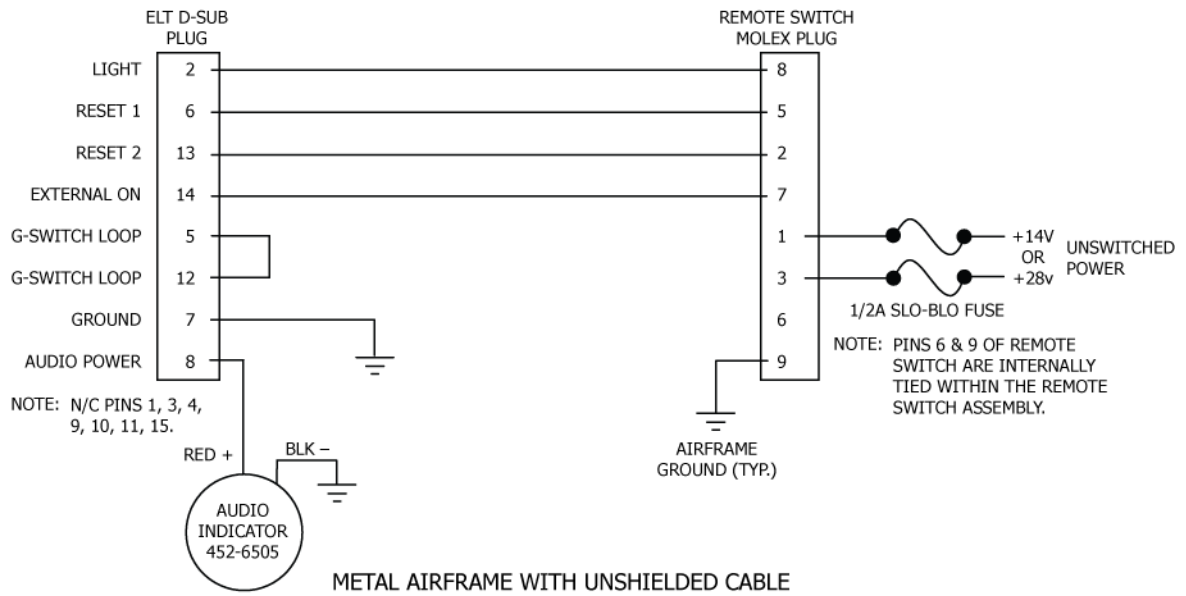 ELT D-SUB
PLUG
REMOTE SWITCH
MOLEX PLUG
LIGHT 2 8
RESET 1 6 5
RESET 2 13 2
EXTERNAL ON 14 7
G-SWITCH LOOP 5 1 +14V
OR
UNSWITCHED
POWER
G-SWITCH LOOP 12 3 +28v
1/2A SLO-BLO FUSE
GROUND 7 6
AUDIO POWER 8 9
NOTE: PINS 6 & 9 OF REMOTE
SWITCH ARE INTERNALLY
TIED WITHIN THE REMOTE
SWITCH ASSEMBLY.
NOTE: N/C PINS 1, 3, 4,
9, 10, 11, 15.
RED +
BLK –
AIRFRAME
GROUND (TYP.)
AUDIO
INDICATOR
452-6505
METAL AIRFRAME WITH UNSHIELDED CABLE